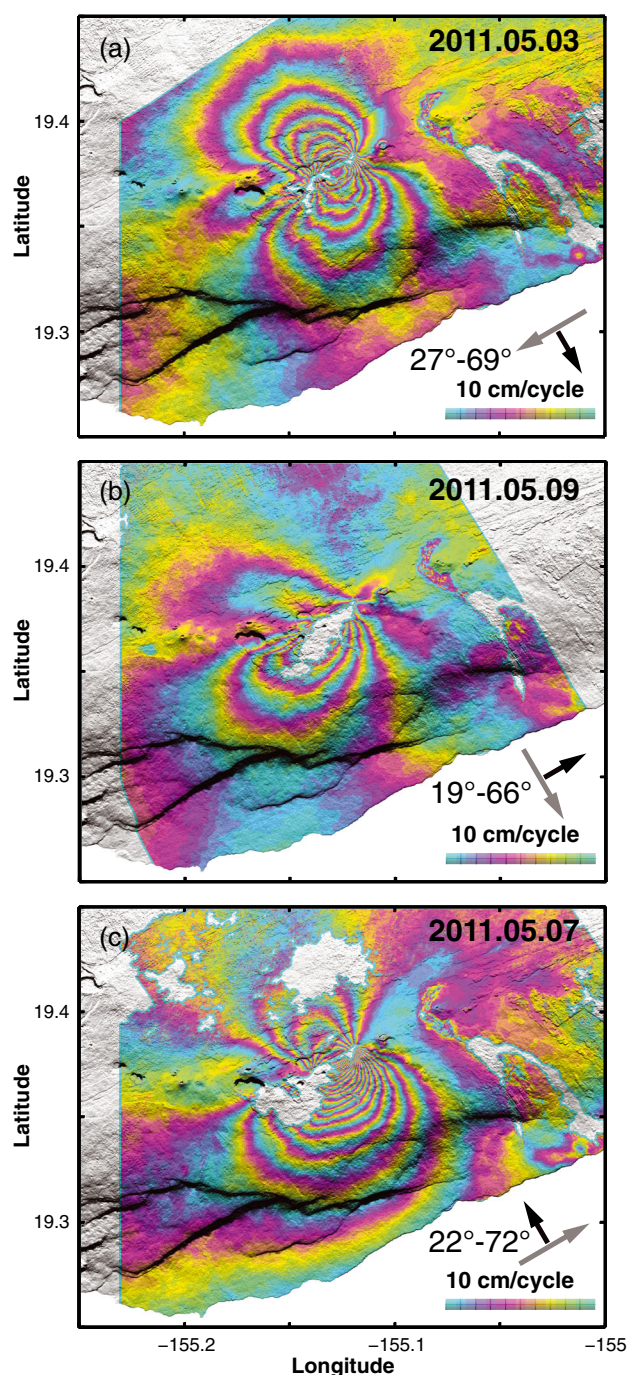 (a)
2011.05.03
19.4
Latitude
19.3
27°-69°
10 cm/cycle
(b)
2011.05.09
19.4
Latitude
19.3
19°-66°
10 cm/cycle
(c)
2011.05.07
19.4
Latitude
19.3
22°-72°
10 cm/cycle
−155.2
−155.1
−155
Longitude